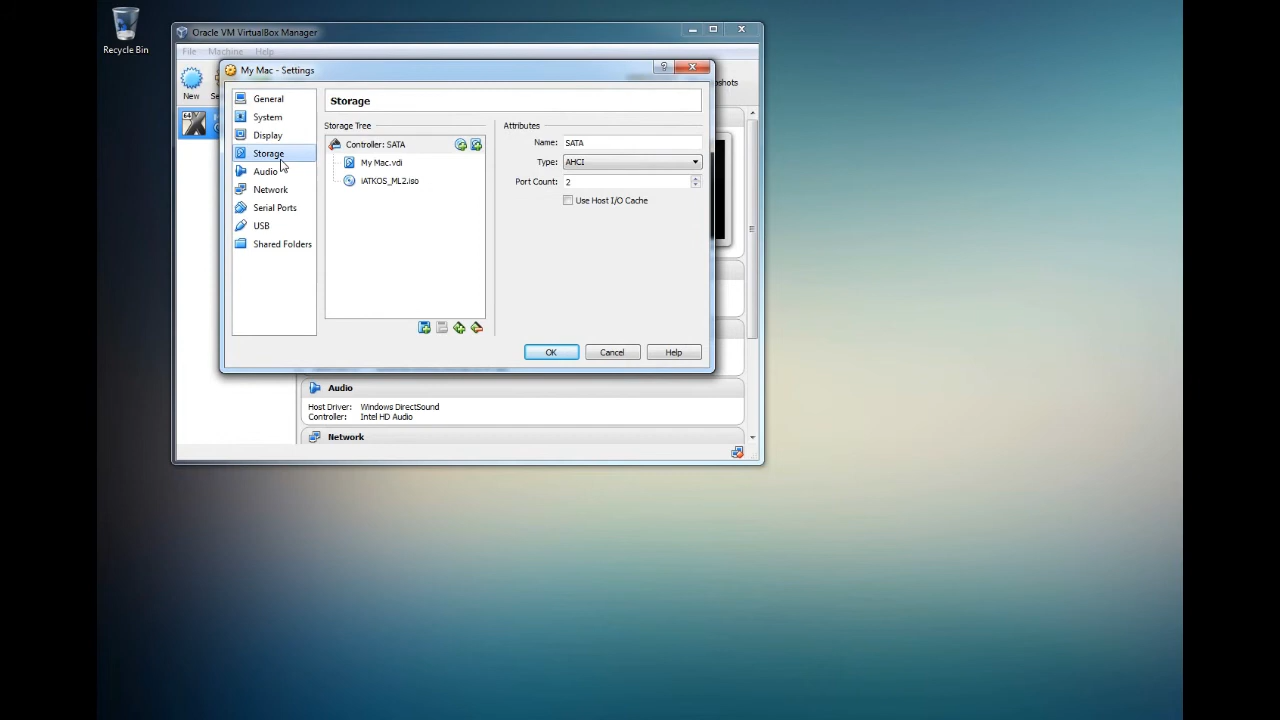 Recycle Bin
Oracle VM VirtualBox Manager
File Machine Help
New
My Mac - Settings
?
General
System
Display
Storage
Audio
Network
Serial Ports
USB
Shared Folders
Storage
Storage Tree
Controller: SATA
My Mac.vdi
iATKOS_ML2.iso
Attributes
Name: SATA
Type: AHCI
Port Count: 2
Use Host I/O Cache
OK Cancel Help
64
Audio
Host Driver: Windows DirectSound
Controller: Intel HD Audio
Network